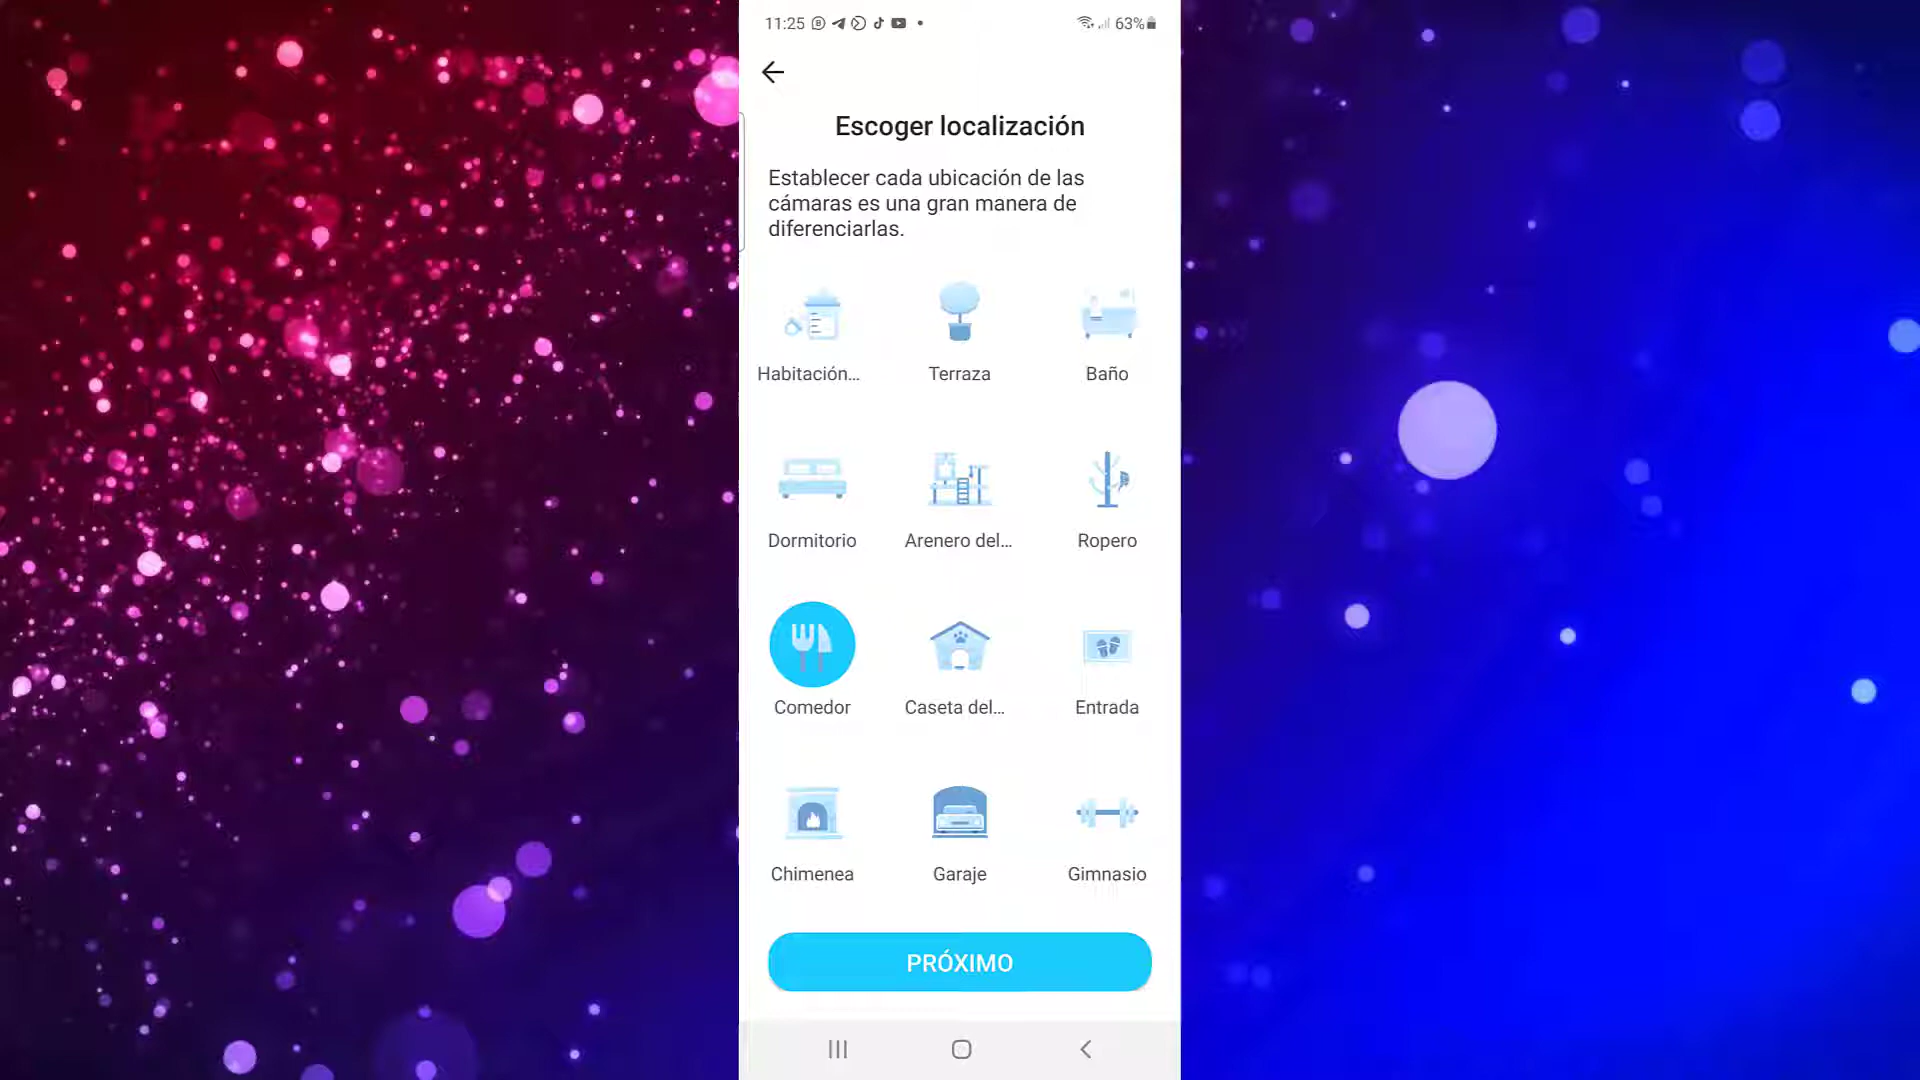 11:25
63%
Escoger localización
Establecer cada ubicación de las
cámaras es una gran manera de
diferenciarlas.
Habitación...
Terraza
Baño
Dormitorio
Arenero del...
Ropero
Comedor
Caseta del...
Entrada
Chimenea
Garaje
Gimnasio
PRÓXIMO